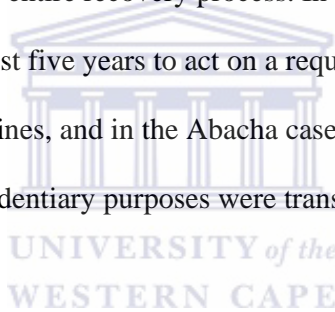 entire recovery process. In
st five years to act on a requ
ines, and in the Abacha case
dentiary purposes were trans
UNIVERSITY of the
WESTERN CAPE